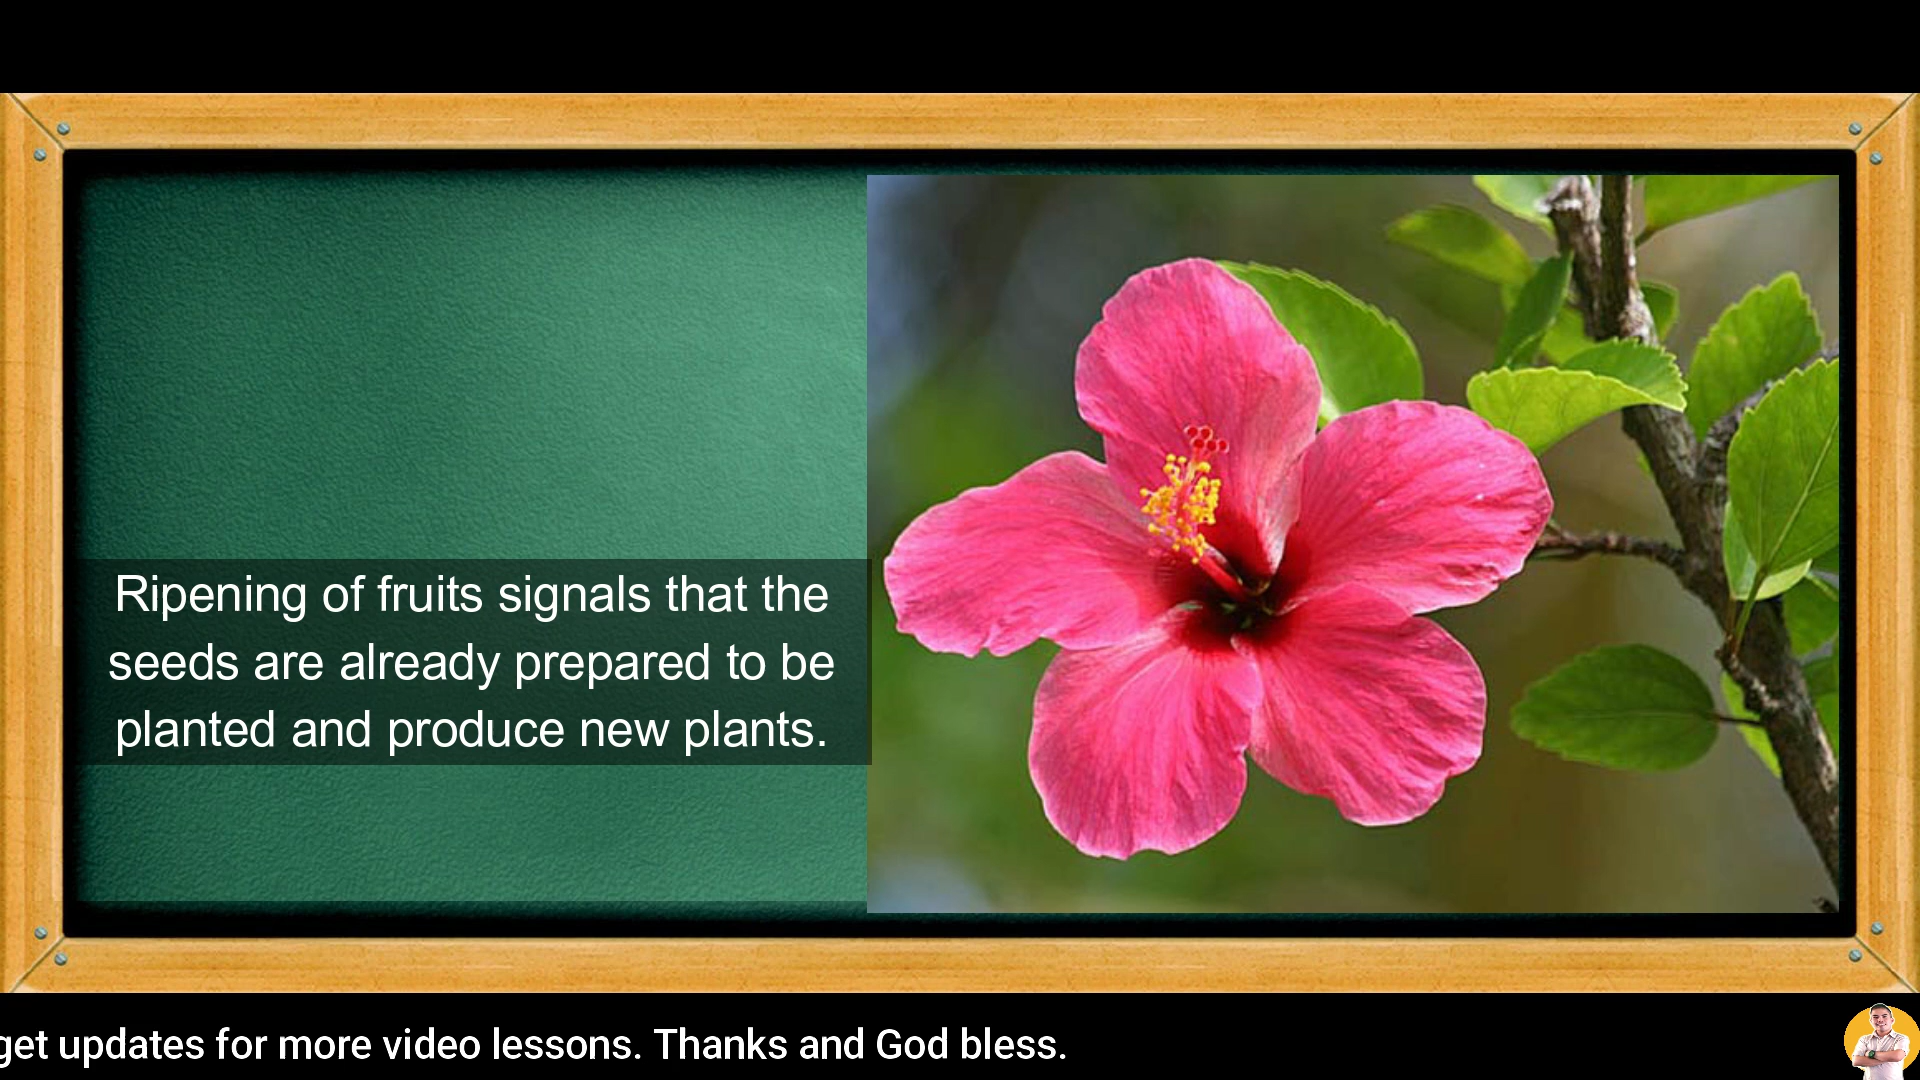 Ripening of fruits signals that the
seeds are already prepared to be
planted and produce new plants.
get updates for more video lessons. Thanks and God bless.